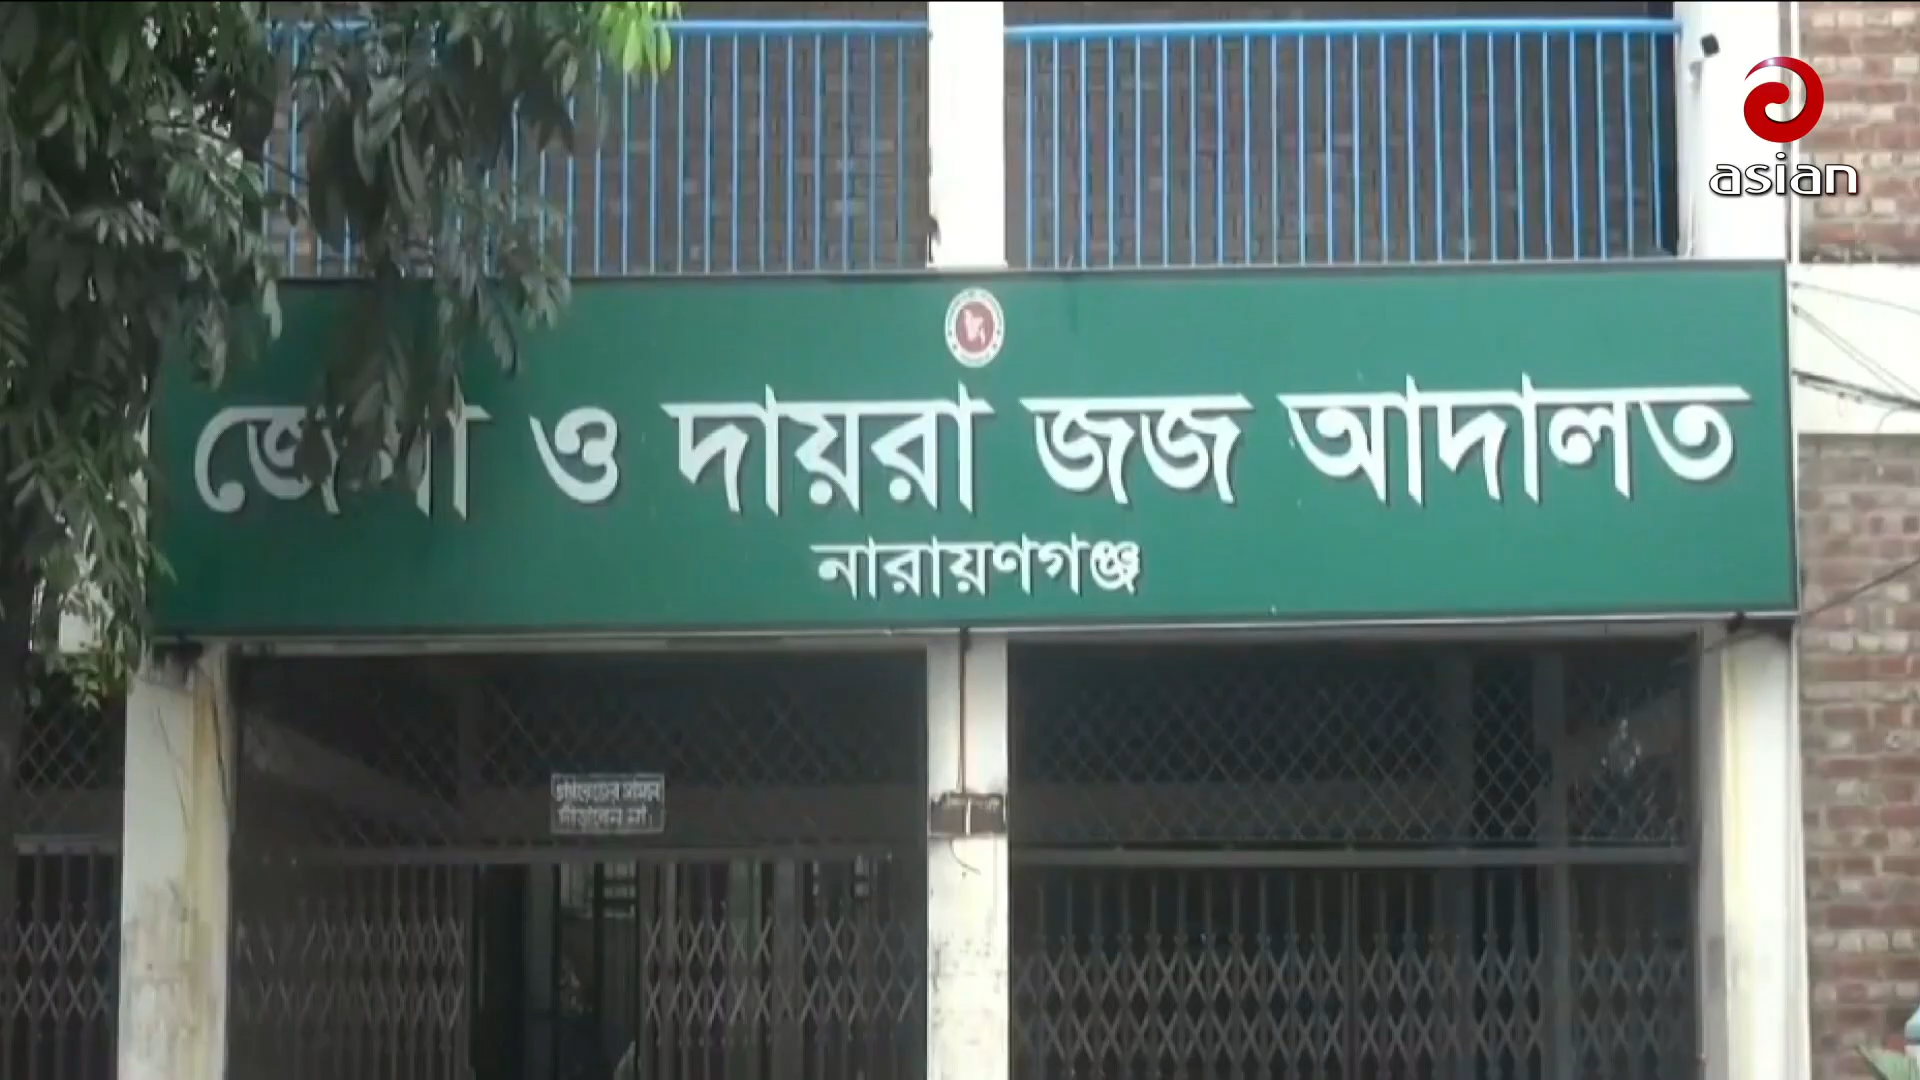 asian
জেলা ও দায়রা জজ আদালত
নারায়ণগঞ্জ
দাঁড়াবেন না।